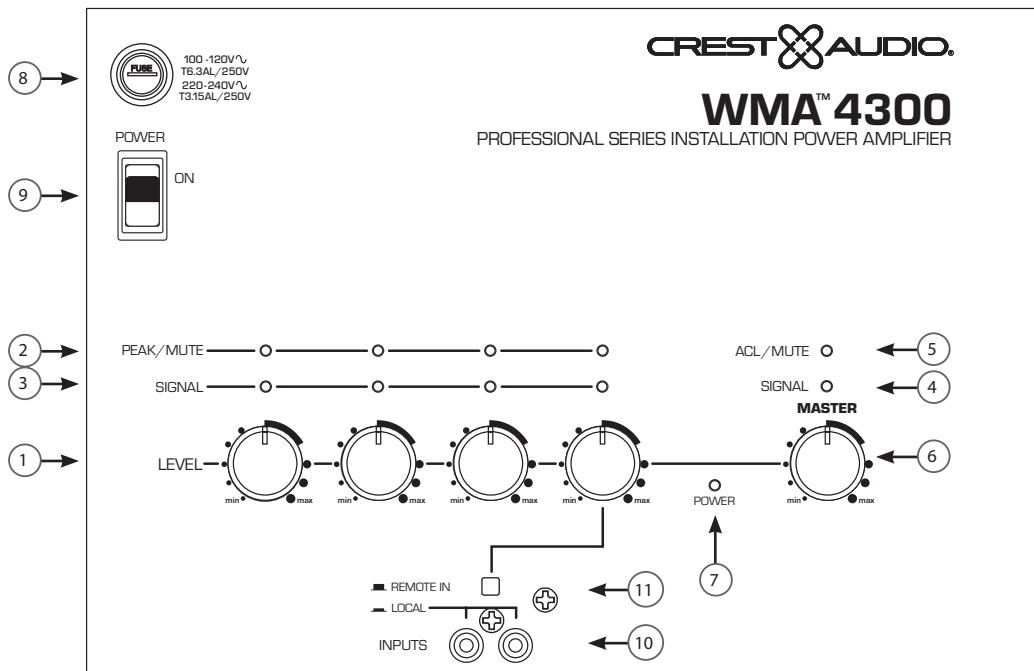 CREST AUDIO®
WMA™ 4300
PROFESSIONAL SERIES INSTALLATION POWER AMPLIFIER
8
FUSE
100-120V∿
T6.3AL/250V
220-240V∿
T3.15AL/250V
POWER
9
ON
2
PEAK/MUTE
ACL/MUTE
5
3
SIGNAL
SIGNAL
4
MASTER
1
LEVEL
6
min max
min max
min max
min max
min max
POWER
7
REMOTE IN
11
LOCAL
INPUTS
10